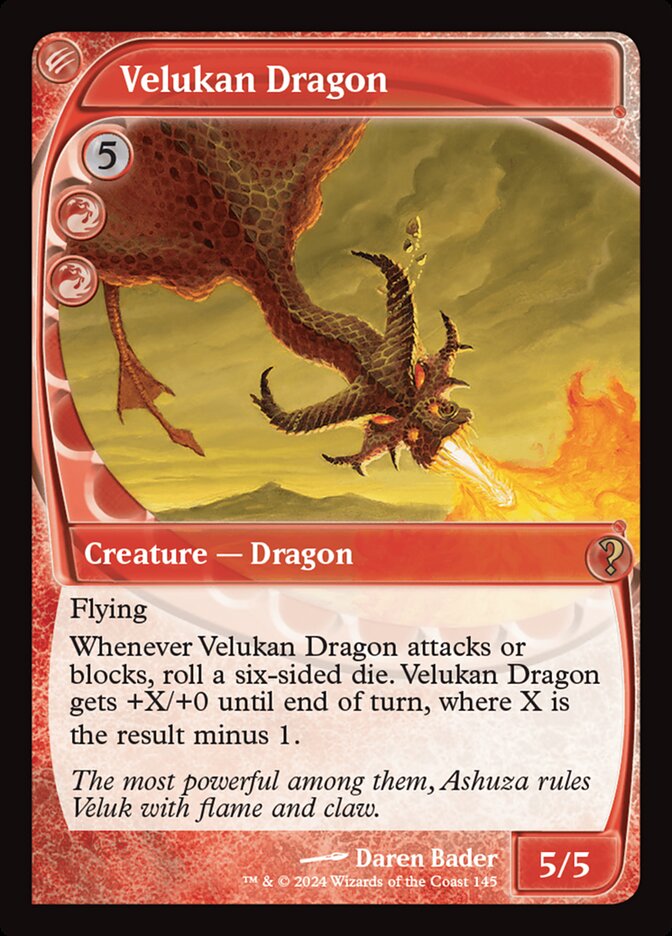 Velukan Dragon
5
Creature — Dragon
?
Flying
Whenever Velukan Dragon attacks or
blocks, roll a six-sided die. Velukan Dragon
gets +X/+0 until end of turn, where X is
the result minus 1.
The most powerful among them, Ashuza rules
Veluk with flame and claw.
Daren Bader
™ & © 2024 Wizards of the Coast 145
5/5